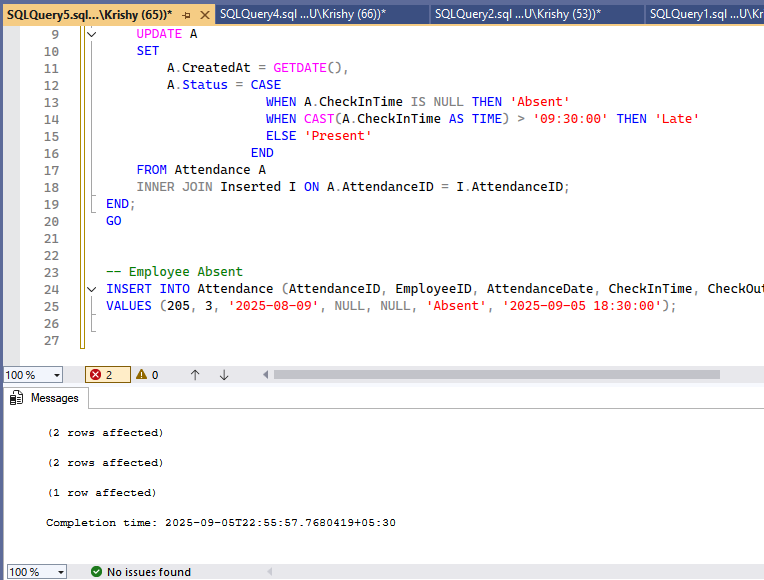 SQLQuery5.sql...\Krishy (65))* SQLQuery4.sql ...U\Krishy (66))* SQLQuery2.sql ...U\Krishy (53))* SQLQuery1.sql ...U\Kr
9 UPDATE A
10 SET
11 A.CreatedAt = GETDATE(),
12 A.Status = CASE
13 WHEN A.CheckInTime IS NULL THEN 'Absent'
14 WHEN CAST(A.CheckInTime AS TIME) > '09:30:00' THEN 'Late'
15 ELSE 'Present'
16 END
17 FROM Attendance A
18 INNER JOIN Inserted I ON A.AttendanceID = I.AttendanceID;
19 END;
20 GO
21
22
23 -- Employee Absent
24 INSERT INTO Attendance (AttendanceID, EmployeeID, AttendanceDate, CheckInTime, CheckOut
25 VALUES (205, 3, '2025-08-09', NULL, NULL, 'Absent', '2025-09-05 18:30:00');
26
27
100 % 2 0
Messages
(2 rows affected)
(2 rows affected)
(1 row affected)
Completion time: 2025-09-05T22:55:57.7680419+05:30
100 % No issues found